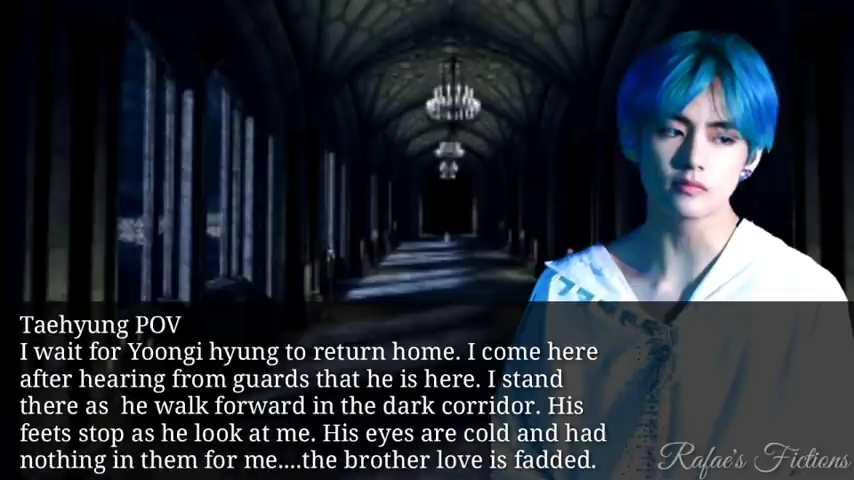 Taehyung POV
I wait for Yoongi hyung to return home. I come here
after hearing from guards that he is here. I stand
there as  he walk forward in the dark corridor. His
feets stop as he look at me. His eyes are cold and had
nothing in them for me....the brother love is fadded.
Rafae's Fictions